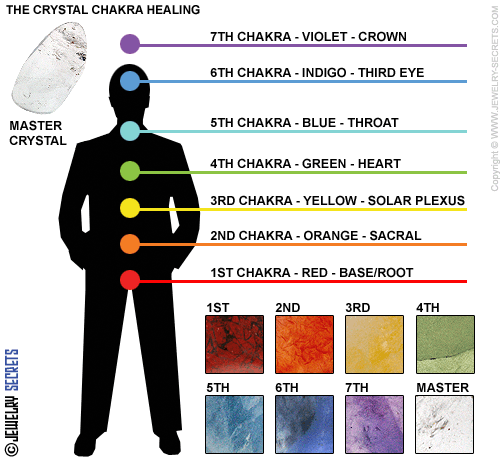 THE CRYSTAL CHAKRA HEALING
MASTER
CRYSTAL
7TH CHAKRA - VIOLET - CROWN
6TH CHAKRA - INDIGO - THIRD EYE
5TH CHAKRA - BLUE - THROAT
4TH CHAKRA - GREEN - HEART
3RD CHAKRA - YELLOW - SOLAR PLEXUS
2ND CHAKRA - ORANGE - SACRAL
1ST CHAKRA - RED - BASE/ROOT
1ST 2ND 3RD 4TH
5TH 6TH 7TH MASTER
© JEWELRY SECRETS
Copyright © WWW.JEWELRY-SECRETS.COM